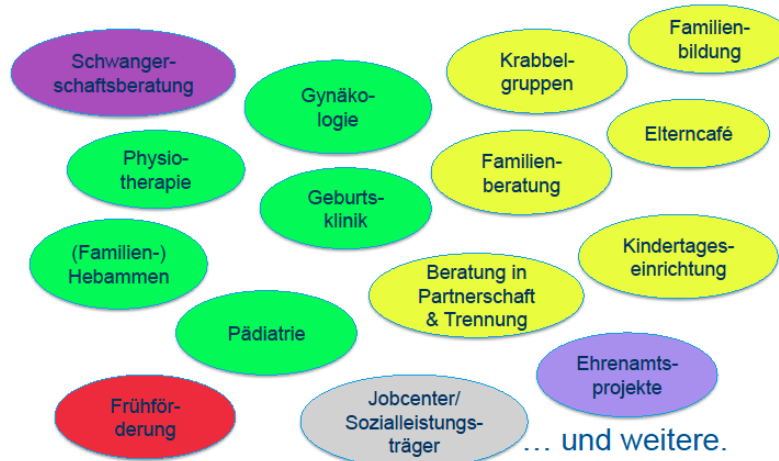 Schwanger-
schaftsberatung
Gynäko-
logie
Krabbel-
gruppen
Familien-
bildung
Elterncafé
Physio-
therapie
Geburts-
klinik
Familien-
beratung
(Familien-)
Hebammen
Pädiatrie
Beratung in
Partnerschaft
& Trennung
Kindertages-
einrichtung
Frühför-
derung
Jobcenter/
Sozialleistungs-
träger
Ehrenamts-
projekte
... und weitere.